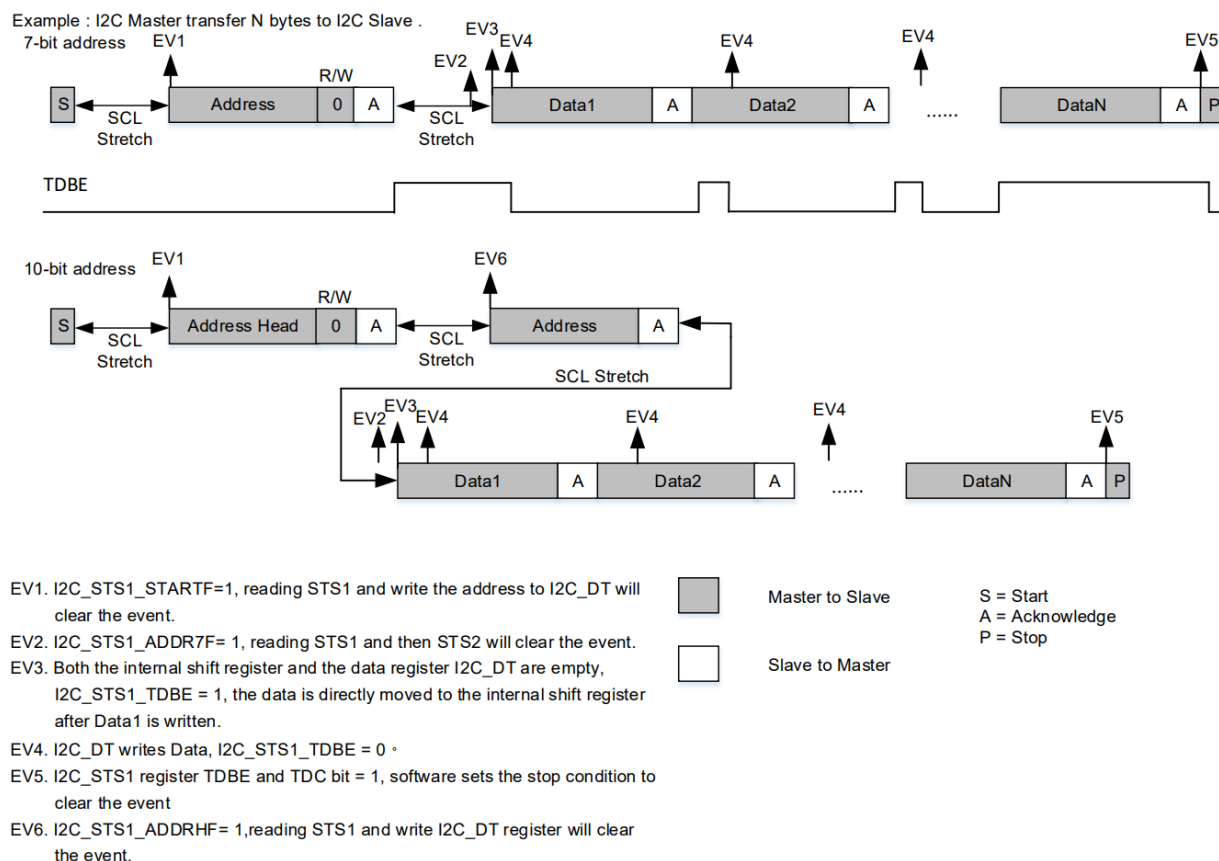 Example : I2C Master transfer N bytes to I2C Slave .
7-bit address
EV1
R/W
EV2
EV3
EV4
EV4
EV4
EV5
S
SCL
Stretch
Address
0
A
SCL
Stretch
Data1
A
Data2
A
......
DataN
A
P
TDBE
10-bit address
EV1
R/W
EV6
S
SCL
Stretch
Address Head
0
A
SCL
Stretch
Address
A
SCL Stretch
EV2
EV3
EV4
EV4
EV4
EV5
Data1
A
Data2
A
......
DataN
A
P
EV1. I2C_STS1_STARTF=1, reading STS1 and write the address to I2C_DT will
clear the event.
EV2. I2C_STS1_ADDR7F= 1, reading STS1 and then STS2 will clear the event.
EV3. Both the internal shift register and the data register I2C_DT are empty,
I2C_STS1_TDBE = 1, the data is directly moved to the internal shift register
after Data1 is written.
EV4. I2C_DT writes Data, I2C_STS1_TDBE = 0。
EV5. I2C_STS1 register TDBE and TDC bit = 1, software sets the stop condition to
clear the event
EV6. I2C_STS1_ADDRHF= 1,reading STS1 and write I2C_DT register will clear
the event.
Master to Slave
Slave to Master
S = Start
A = Acknowledge
P = Stop